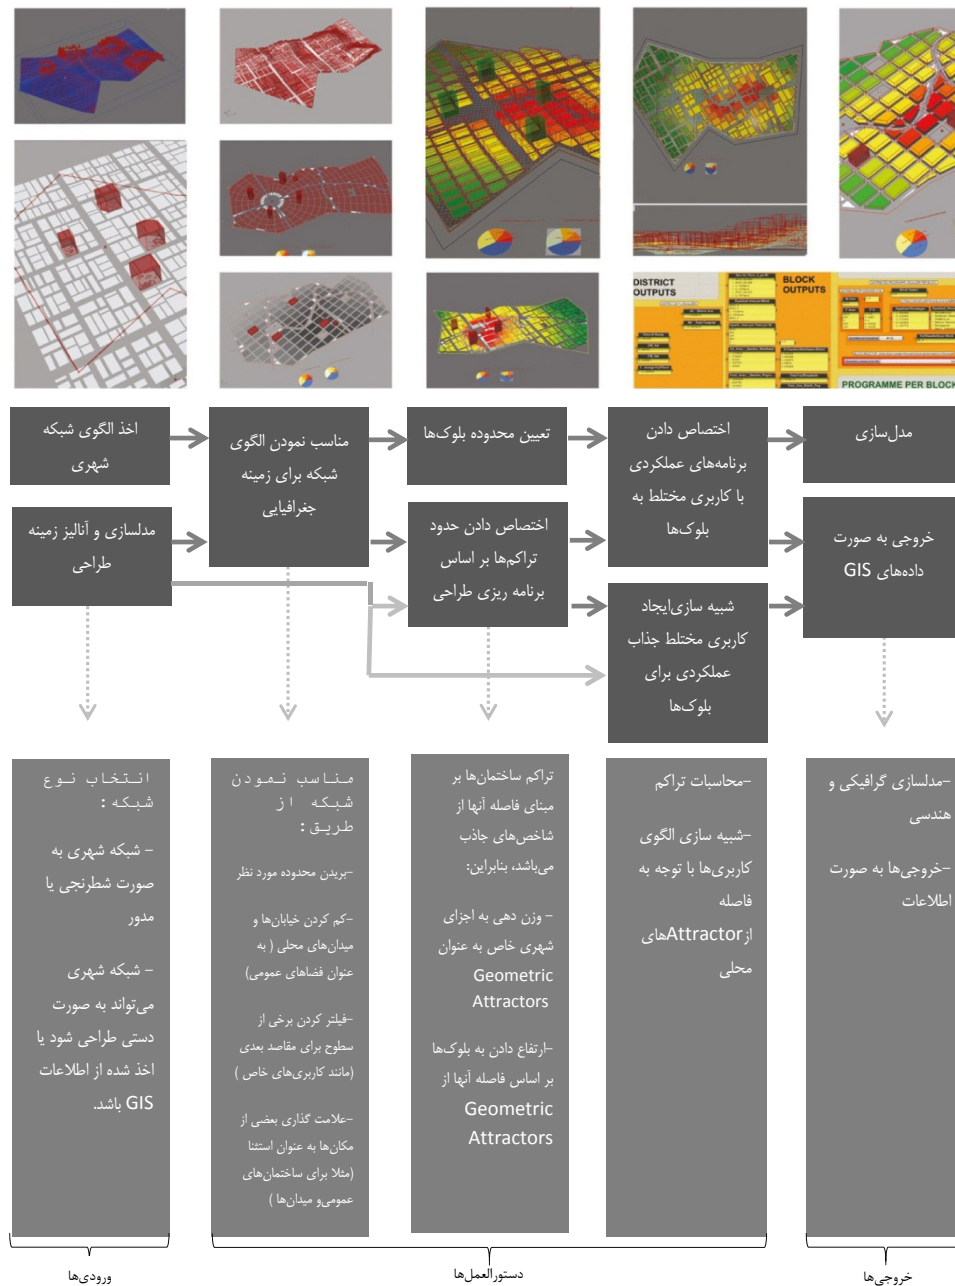 DISTRICT
OUTPUTS
BLOCK
OUTPUTS
PROGRAMME PER BLOCK
اخذ الگوی شبکه
شهری
مناسب نمودن الگوی
شبکه برای زمینه
جغرافیایی
تعیین محدوده بلوک‌ها
اختصاص دادن
برنامه‌های عملکردی
با کاربری مختلط به
بلوک‌ها
مدل‌سازی
مدلسازی و آنالیز زمینه
طراحی
اختصاص دادن حدود
تراکم‌ها بر اساس
برنامه ریزی طراحی
شبیه سازی‌ایجاد
کاربری مختلط جذاب
عملکردی برای
بلوک‌ها
خروجی به صورت
داده‌های GIS
انتخاب نوع
شبکه:
– شبکه شهری به
صورت شطرنجی یا
مدور
– شبکه شهری
می‌تواند به صورت
دستی طراحی شود یا
اخذ شده از اطلاعات
GIS باشد.
مناسب نمودن
شبکه از
طریق:
–بریدن محدوده مورد نظر
–کم کردن خیابان‌ها و
میدان‌های محلی ( به
عنوان فضاهای عمومی)
–فیلتر کردن برخی از
سطوح برای مقاصد بعدی
(مانند کاربری‌های خاص )
–علامت گذاری بعضی از
مکان‌ها به عنوان استثنا
(مثلا برای ساختمان‌های
عمومی‌و میدان‌ها )
تراکم ساختمان‌ها بر
مبنای فاصله آنها از
شاخص‌های جاذب
می‌باشد، بنابراین:
– وزن دهی به اجزای
شهری خاص به عنوان
Geometric
Attractors
–ارتفاع دادن به بلوک‌ها
بر اساس فاصله آنها از
Geometric
Attractors
–محاسبات تراکم
–شبیه سازی الگوی
کاربری‌ها با توجه به
فاصله
ازAttractorهای
محلی
–مدلسازی گرافیکی و
هندسی
–خروجی‌ها به صورت
اطلاعات
ورودی‌ها
دستورالعمل‌ها
خروجی‌ها